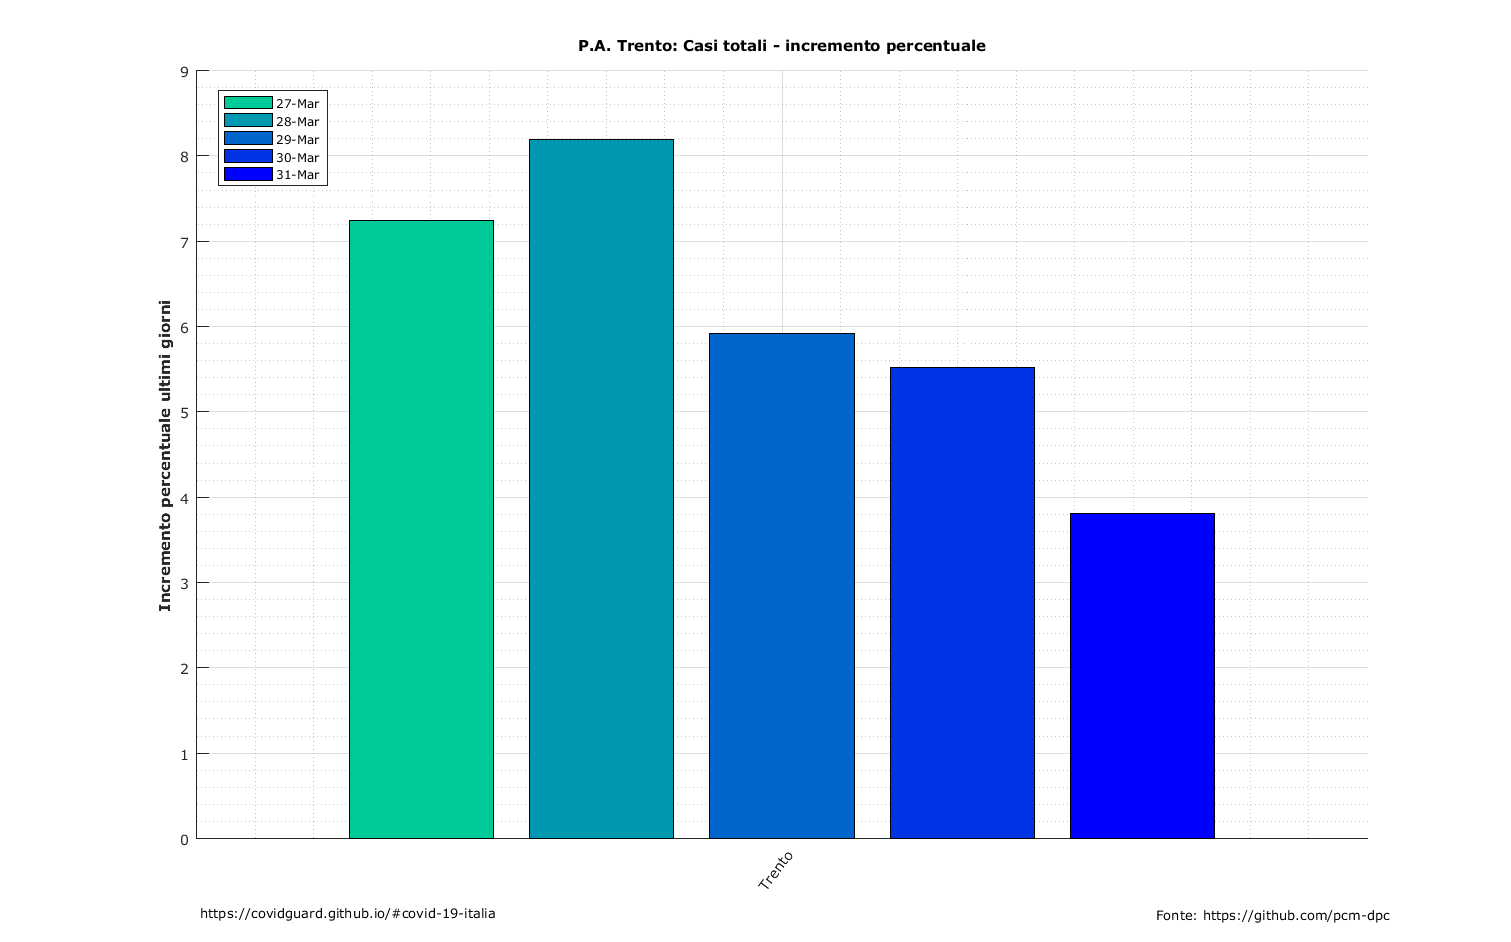 P.A. Trento: Casi totali - incremento percentuale
27-Mar
28-Mar
29-Mar
30-Mar
31-Mar
Incremento percentuale ultimi giorni
9
8
7
6
5
4
3
2
1
0
Trento
https://covidguard.github.io/#covid-19-italia
Fonte: https://github.com/pcm-dpc